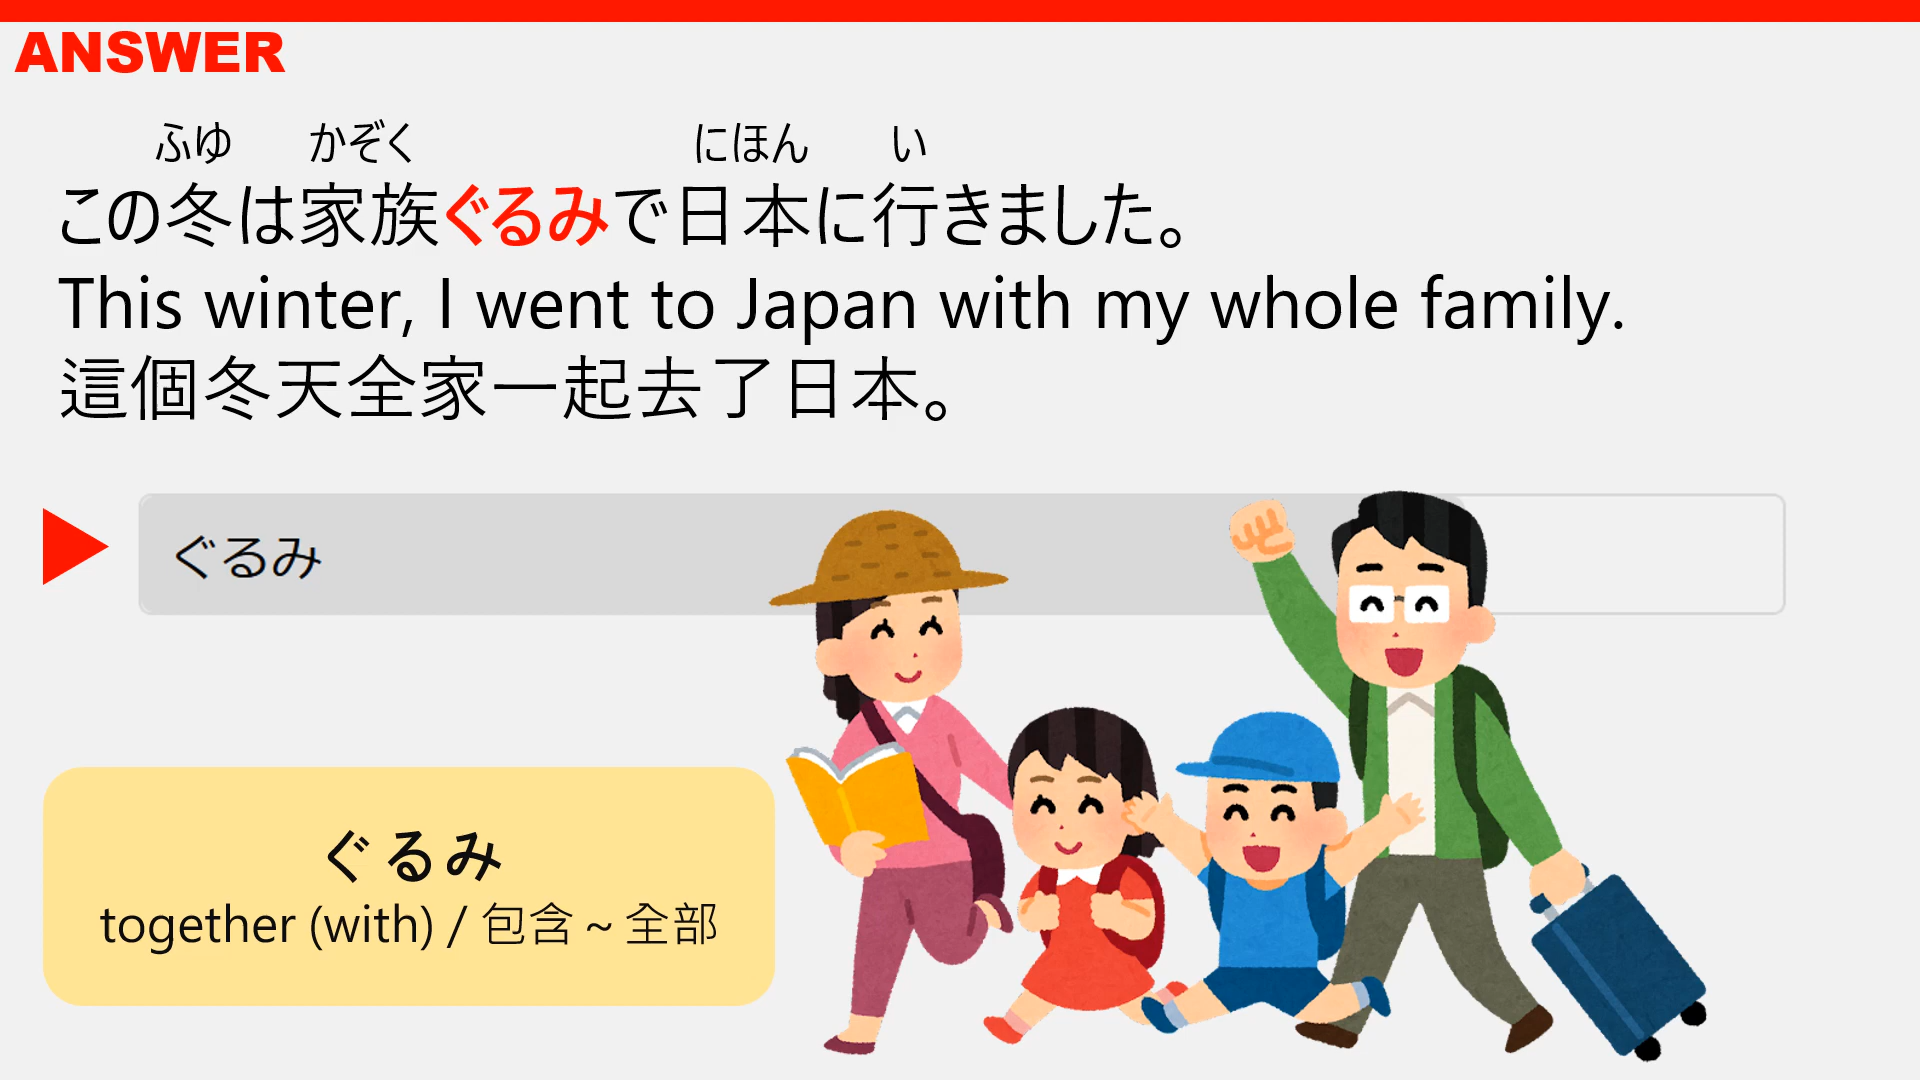 ANSWER
ふゆ かぞく にほん い
この冬は家族ぐるみで日本に行きました。
This winter, I went to Japan with my whole family.
這個冬天全家一起去了日本。
ぐるみ
ぐるみ
together (with) / 包含 ~ 全部